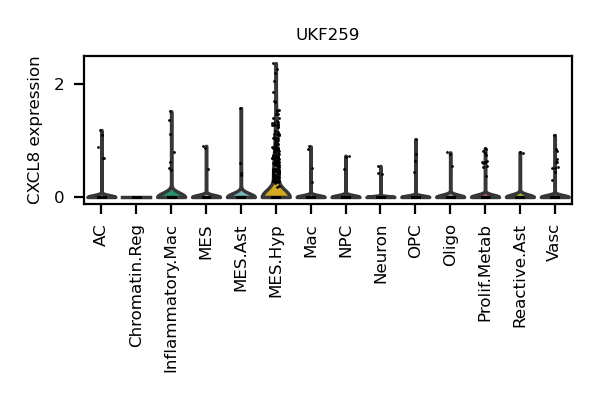 UKF259
CXCL8 expression
2
0
AC
Chromatin.Reg
Inflammatory.Mac
MES
MES.Ast
MES.Hyp
Mac
NPC
Neuron
OPC
Oligo
Prolif.Metab
Reactive.Ast
Vasc